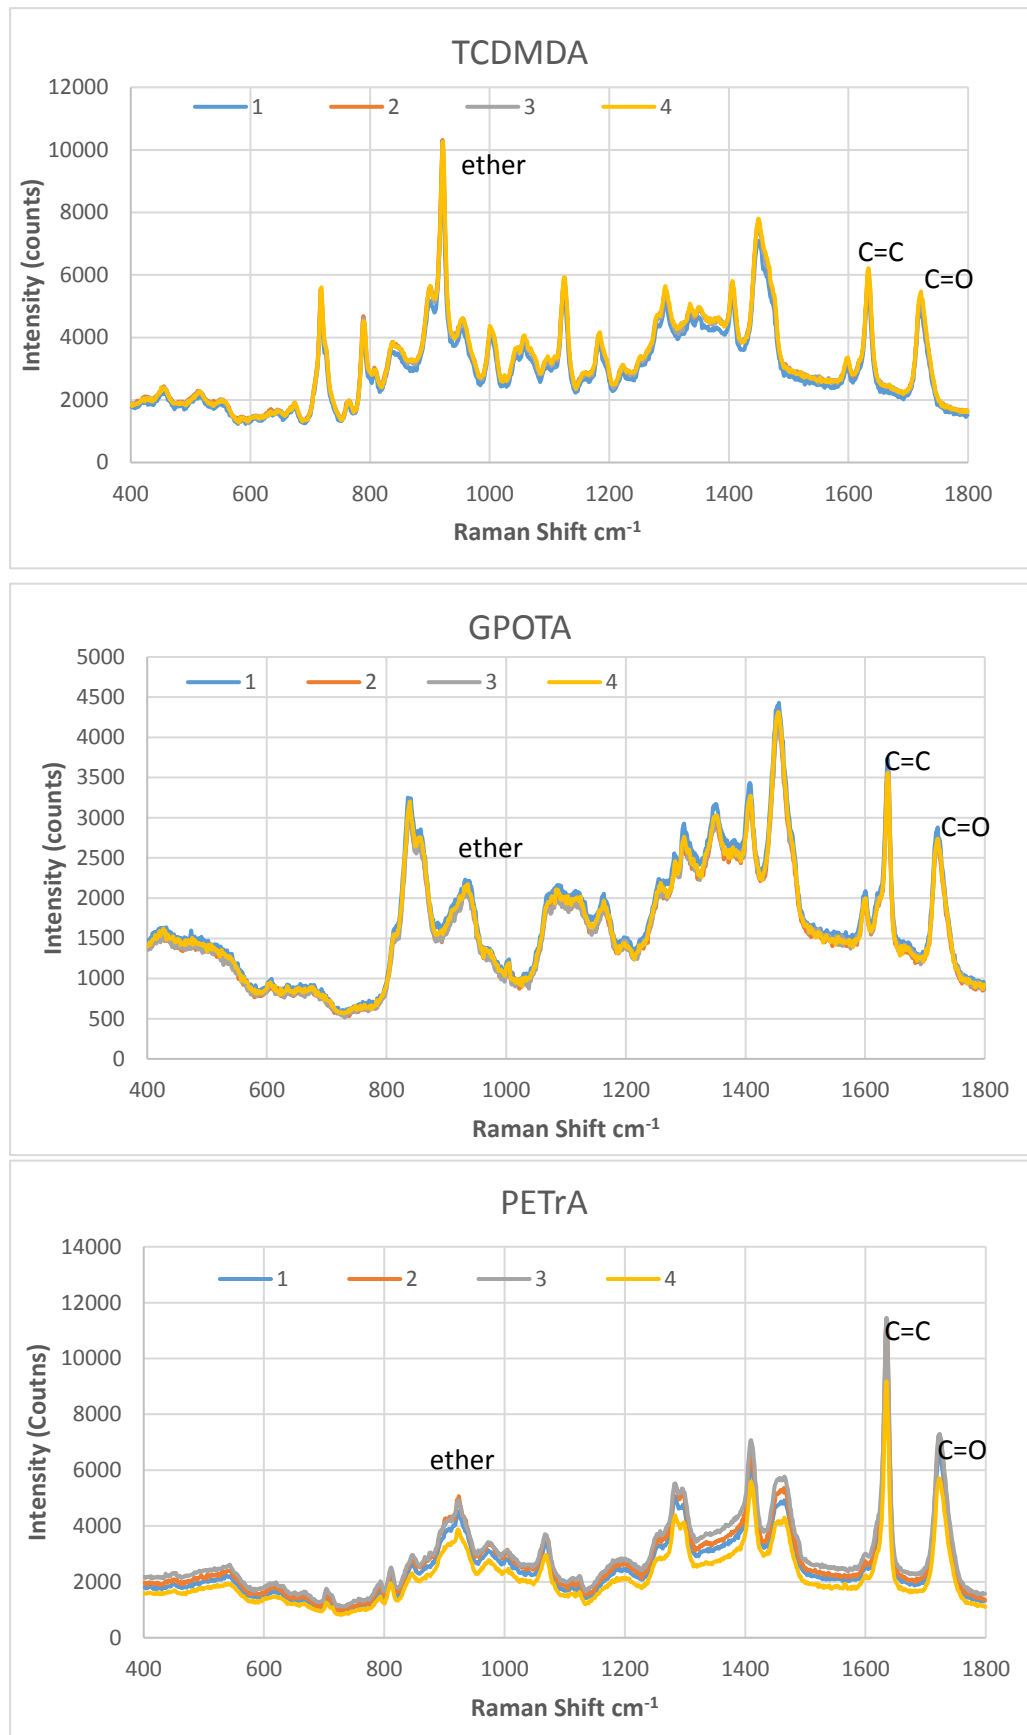 TCDMDA
12000
1 2 3 4
10000
ether
8000
C=C
6000
C=O
4000
2000
0
400 600 800 1000 1200 1400 1600 1800
Intensity (counts)
Raman Shift cm-1
GPOTA
5000
1 2 3 4
4500
4000
C=C
3500
3000
C=O
ether
2500
2000
1500
1000
500
0
400 600 800 1000 1200 1400 1600 1800
Intensity (counts)
Raman Shift cm-1
PETrA
14000
1 2 3 4
12000
C=C
10000
8000
C=O
ether
6000
4000
2000
0
400 600 800 1000 1200 1400 1600 1800
Intensity (Coutns)
Raman Shift cm-1